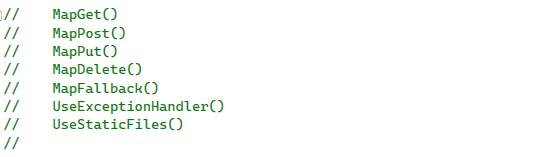 //    MapGet()
//    MapPost()
//    MapPut()
//    MapDelete()
//    MapFallback()
//    UseExceptionHandler()
//    UseStaticFiles()
//